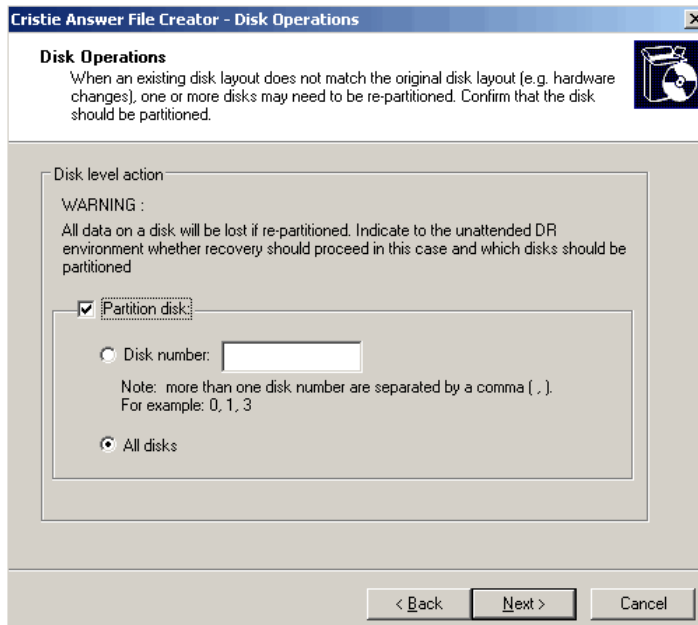 Cristie Answer File Creator - Disk Operations
Disk Operations
When an existing disk layout does not match the original disk layout (e.g. hardware
changes), one or more disks may need to be re-partitioned. Confirm that the disk
should be partitioned.
Disk level action
WARNING :
All data on a disk will be lost if re-partitioned. Indicate to the unattended DR
environment whether recovery should proceed in this case and which disks should be
partitioned
Partition disk:
Disk number:
Note:  more than one disk number are separated by a comma ( , ).
For example: 0, 1, 3
All disks
< Back
Next >
Cancel